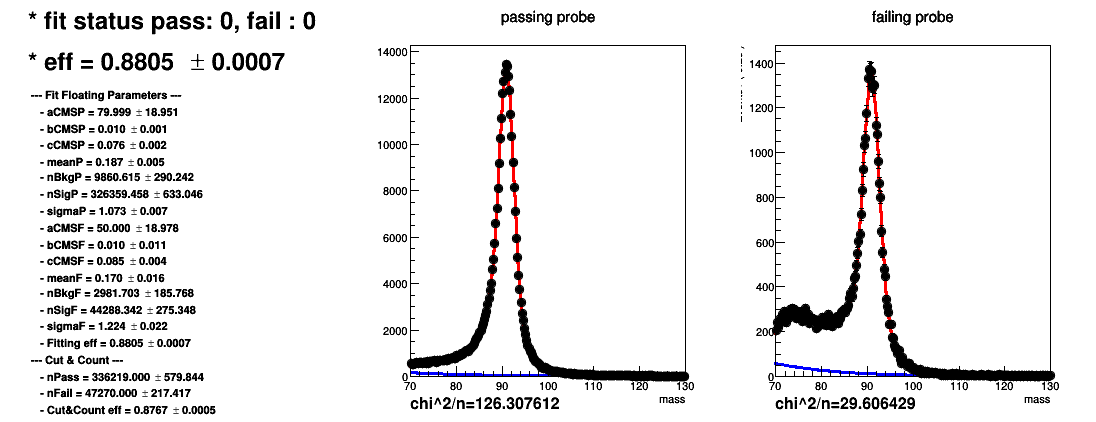 * fit status pass: 0, fail : 0
* eff = 0.8805 ± 0.0007
--- Fit Floating Parameters ---
- aCMSP = 79.999 ± 18.951
- bCMSP = 0.010 ± 0.001
- cCMSP = 0.076 ± 0.002
- meanP = 0.187 ± 0.005
- nBkgP = 9860.615 ± 290.242
- nSigP = 326359.458 ± 633.046
- sigmaP = 1.073 ± 0.007
- aCMSF = 50.000 ± 18.978
- bCMSF = 0.010 ± 0.011
- cCMSF = 0.085 ± 0.004
- meanF = 0.170 ± 0.016
- nBkgF = 2981.703 ± 185.768
- nSigF = 44288.342 ± 275.348
- sigmaF = 1.224 ± 0.022
- Fitting eff = 0.8805 ± 0.0007
--- Cut & Count ---
- nPass = 336219.000 ± 579.844
- nFail = 47270.000 ± 217.417
- Cut&Count eff = 0.8767 ± 0.0005
passing probe
14000
12000
10000
8000
6000
4000
2000
0
70 80 90 100 110 120 130
mass
chi^2/n=126.307612
failing probe
1400
1200
1000
800
600
400
200
0
70 80 90 100 110 120 130
mass
chi^2/n=29.606429